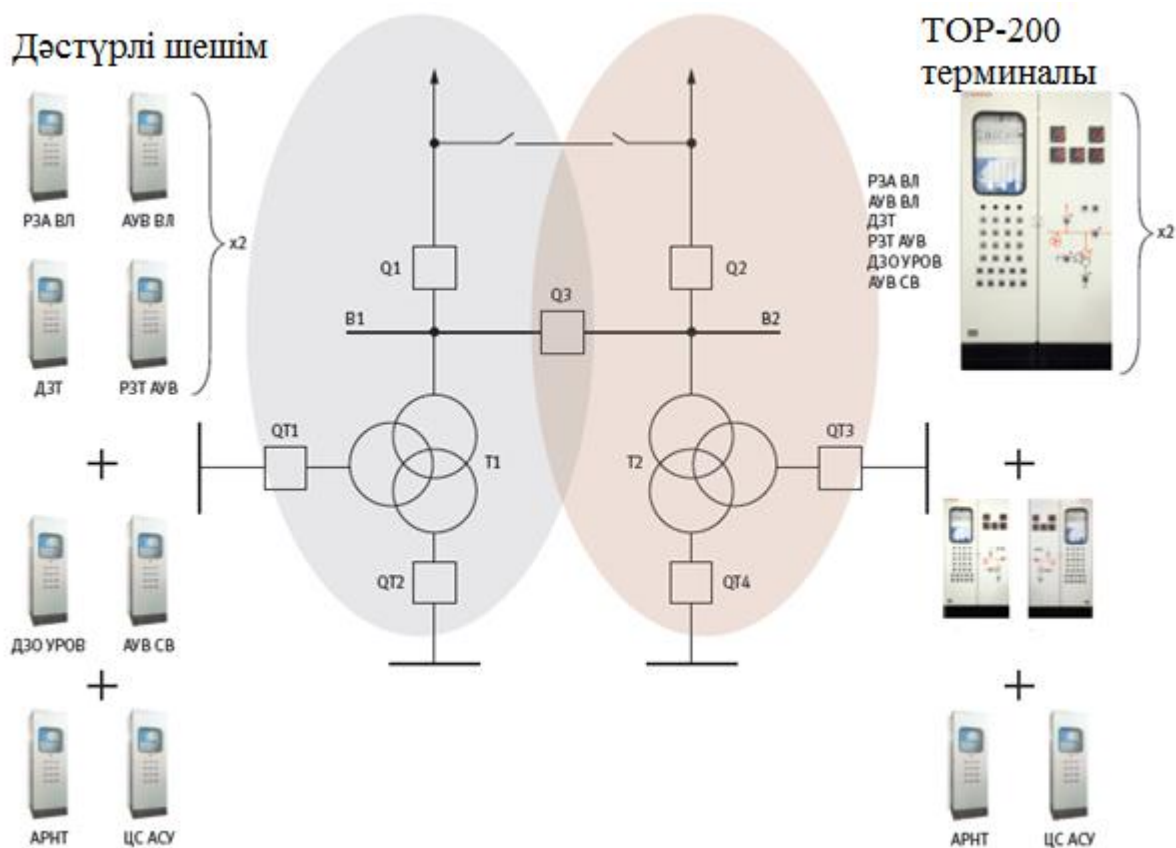 Дәстүрлі шешім
РЗА ВЛ
АУВ ВЛ
x2
ДЗТ
РЗТ АУВ
ДЗО УРОВ
АУВ СВ
АРНТ
ЦС АСУ
Q1
Q2
Q3
B1
B2
QT1
T1
T2
QT3
QT2
QT4
ТОР-200
терминалы
РЗА ВЛ
АУВ ВЛ
ДЗТ
РЗТ АУВ
ДЗО УРОВ
АУВ СВ
x2
АРНТ
ЦС АСУ